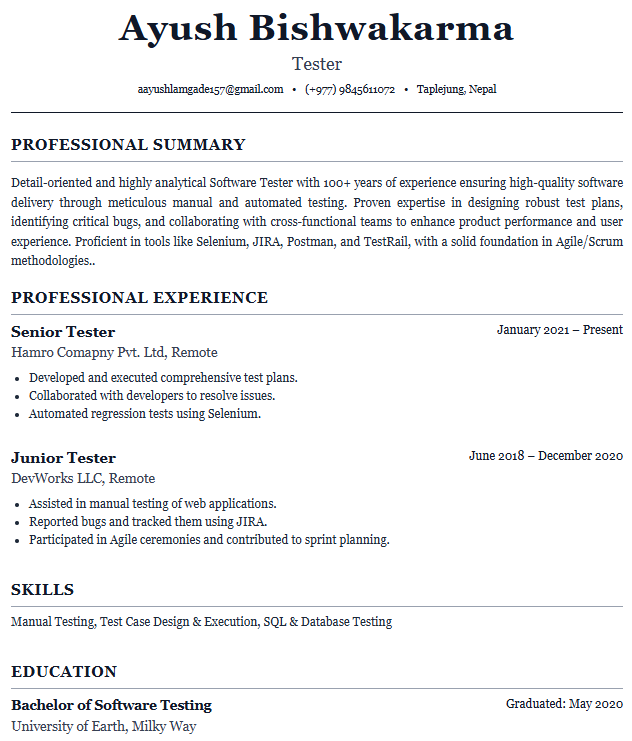 Ayush Bishwakarma
Tester
aayushlamgade157@gmail.com • (+977) 9845611072 • Taplejung, Nepal
PROFESSIONAL SUMMARY
Detail-oriented and highly analytical Software Tester with 100+ years of experience ensuring high-quality software
delivery through meticulous manual and automated testing. Proven expertise in designing robust test plans,
identifying critical bugs, and collaborating with cross-functional teams to enhance product performance and user
experience. Proficient in tools like Selenium, JIRA, Postman, and TestRail, with a solid foundation in Agile/Scrum
methodologies..
PROFESSIONAL EXPERIENCE
Senior Tester January 2021 – Present
Hamro Comapny Pvt. Ltd, Remote
• Developed and executed comprehensive test plans.
• Collaborated with developers to resolve issues.
• Automated regression tests using Selenium.
Junior Tester June 2018 – December 2020
DevWorks LLC, Remote
• Assisted in manual testing of web applications.
• Reported bugs and tracked them using JIRA.
• Participated in Agile ceremonies and contributed to sprint planning.
SKILLS
Manual Testing, Test Case Design & Execution, SQL & Database Testing
EDUCATION
Bachelor of Software Testing Graduated: May 2020
University of Earth, Milky Way